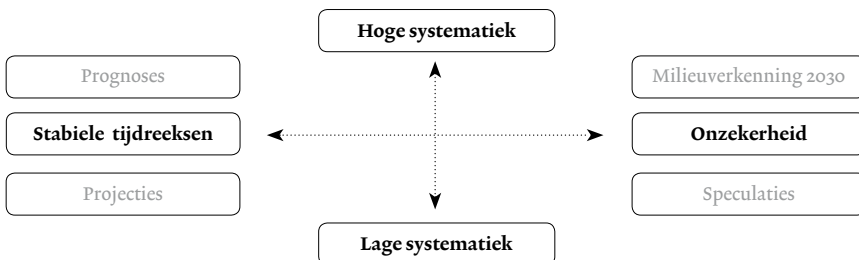 Hoge systematiek
Prognoses
Milieuverkenning 2030
Stabiele tijdreeksen
Onzekerheid
Projecties
Speculaties
Lage systematiek